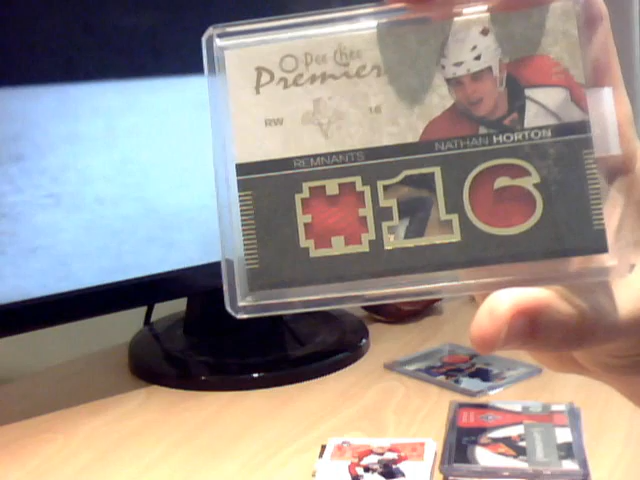 O Pee Chee
Premier
RW 16
REMNANTS NATHAN HORTON
#16